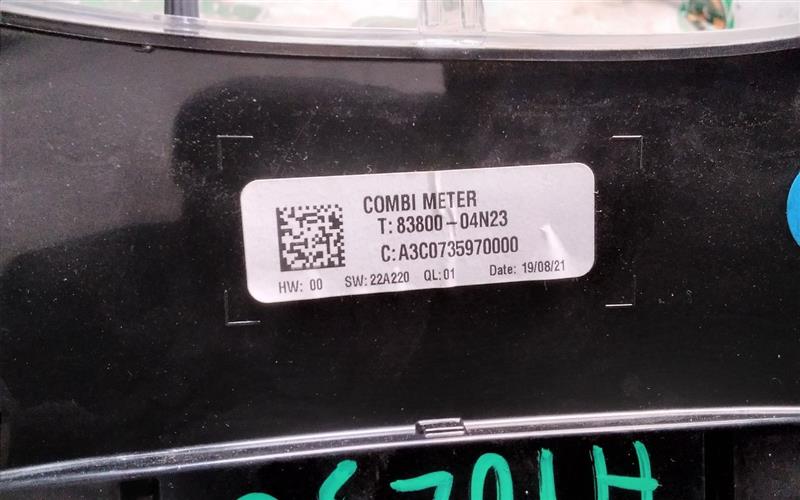 COMBI METER
T: 83800-04N23
C: A3C0735970000
HW: 00 SW: 22A220 QL: 01 Date: 19/08/21